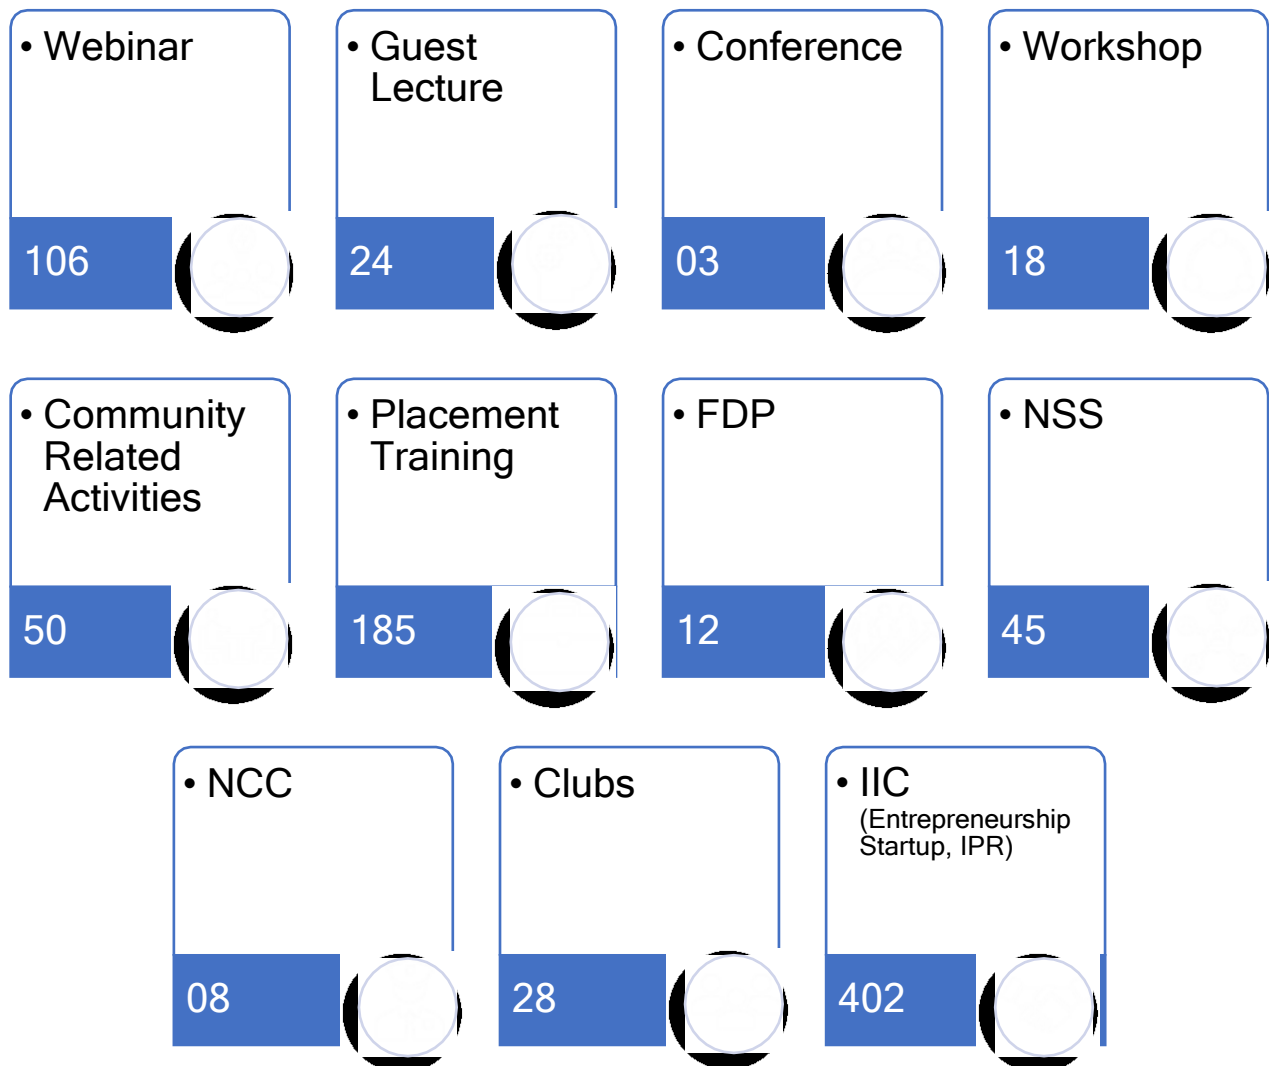 • Webinar
106
• Guest
Lecture
24
• Conference
03
• Workshop
18
• Community
Related
Activities
50
• Placement
Training
185
• FDP
12
• NSS
45
• NCC
08
• Clubs
28
• IIC
(Entrepreneurship
Startup, IPR)
402